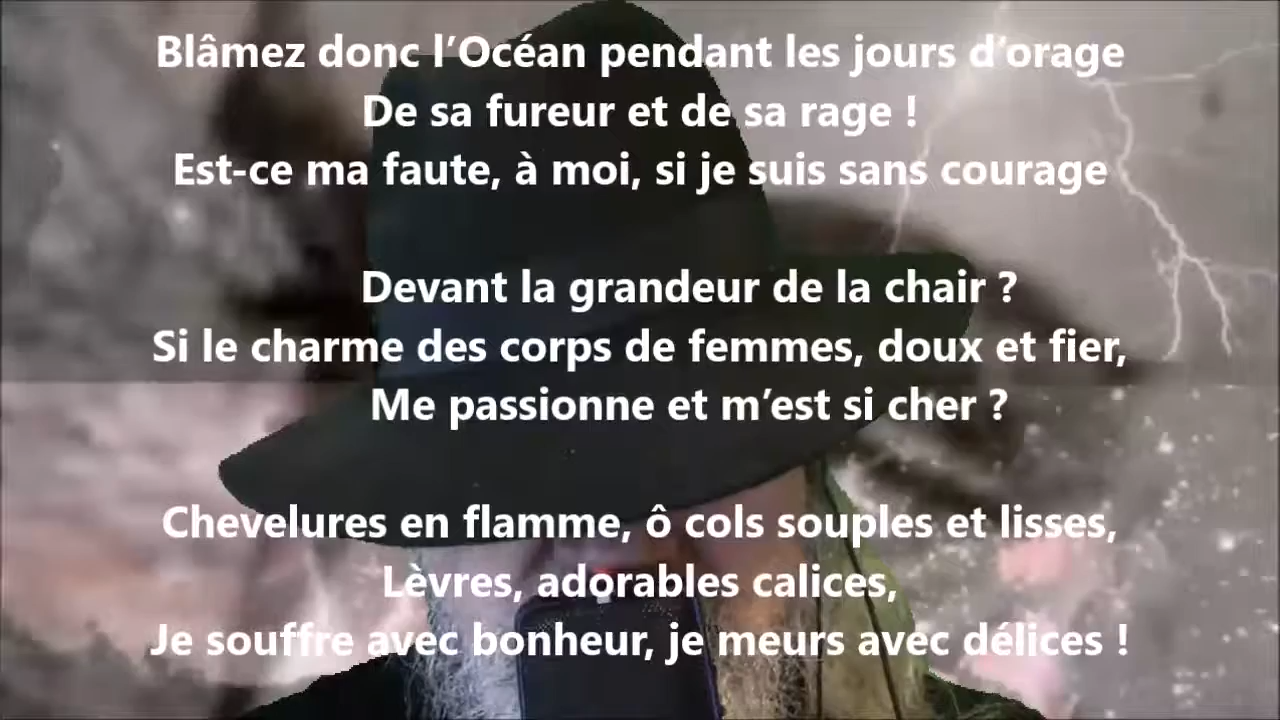 Blâmez donc l’Océan pendant les jours d’orage
De sa fureur et de sa rage !
Est-ce ma faute, à moi, si je suis sans courage
Devant la grandeur de la chair ?
Si le charme des corps de femmes, doux et fier,
Me passionne et m’est si cher ?
Chevelures en flamme, ô cols souples et lisses,
Lèvres, adorables calices,
Je souffre avec bonheur, je meurs avec délices !